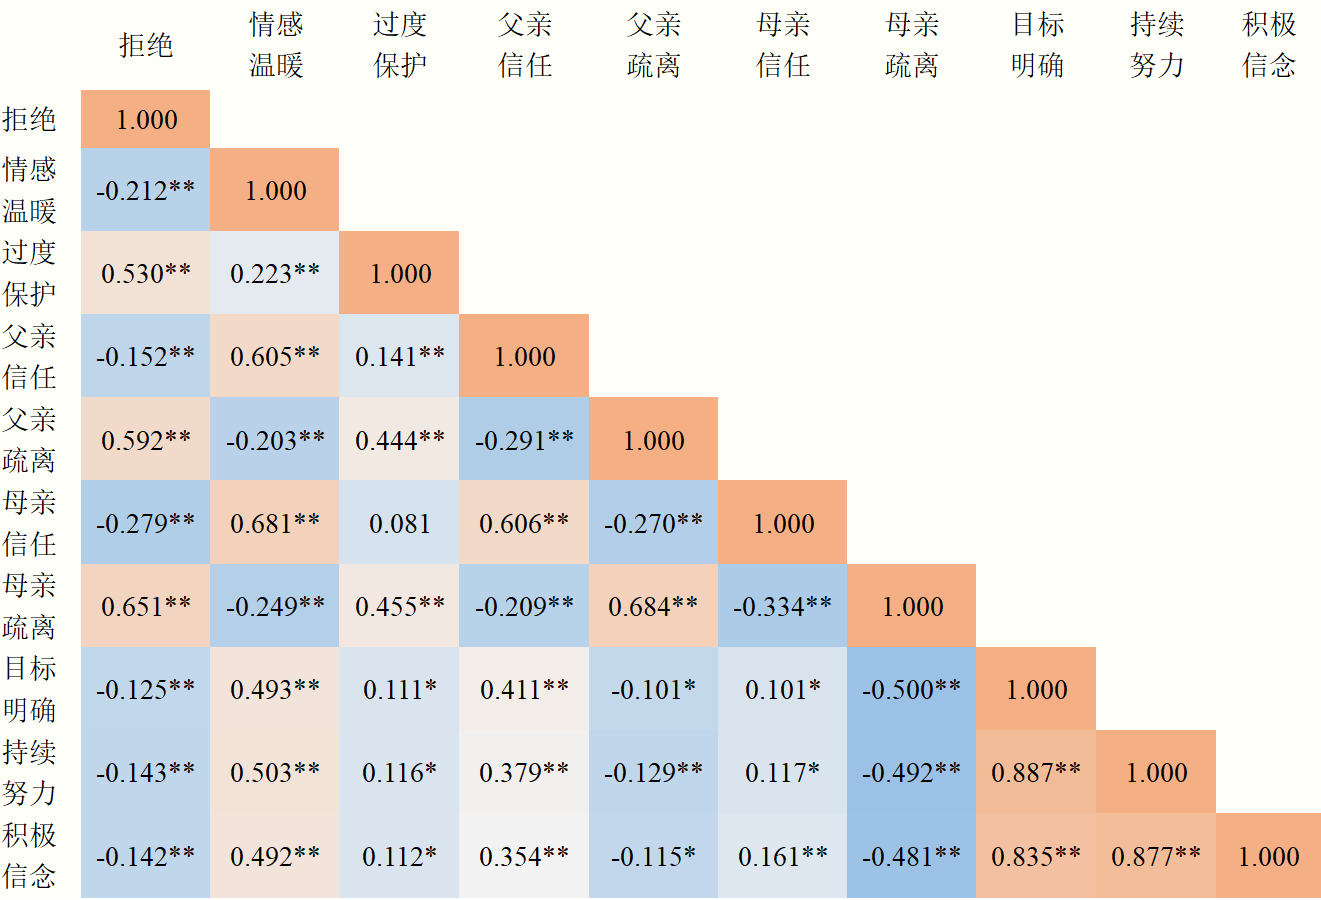 拒绝 情感温暖 过度保护 父亲信任 父亲疏离 母亲信任 母亲疏离 目标明确 持续努力 积极信念
拒绝 1.000
情感温暖 -0.212** 1.000
过度保护 0.530** 0.223** 1.000
父亲信任 -0.152** 0.605** 0.141** 1.000
父亲疏离 0.592** -0.203** 0.444** -0.291** 1.000
母亲信任 -0.279** 0.681** 0.081 0.606** -0.270** 1.000
母亲疏离 0.651** -0.249** 0.455** -0.209** 0.684** -0.334** 1.000
目标明确 -0.125** 0.493** 0.111* 0.411** -0.101* 0.101* -0.500** 1.000
持续努力 -0.143** 0.503** 0.116* 0.379** -0.129** 0.117* -0.492** 0.887** 1.000
积极信念 -0.142** 0.492** 0.112* 0.354** -0.115* 0.161** -0.481** 0.835** 0.877** 1.000